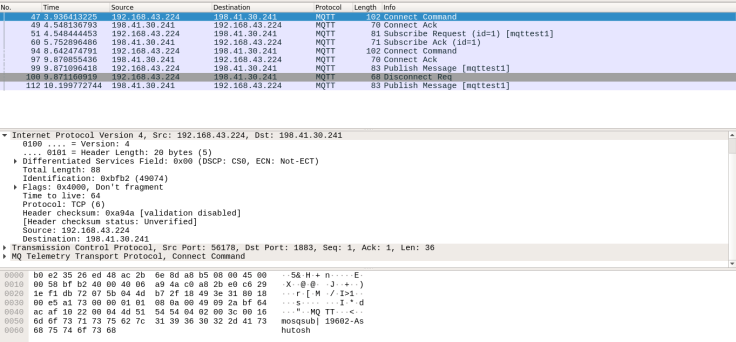 No. Time Source Destination Protocol Length Info
47 3.936413225 192.168.43.224 198.41.30.241 MQTT 102 Connect Command
49 4.548136793 198.41.30.241 192.168.43.224 MQTT 70 Connect Ack
51 4.548444453 192.168.43.224 198.41.30.241 MQTT 81 Subscribe Request (id=1) [mqttest1]
60 5.752896486 198.41.30.241 192.168.43.224 MQTT 71 Subscribe Ack (id=1)
94 8.642474791 192.168.43.224 198.41.30.241 MQTT 102 Connect Command
97 9.870855436 198.41.30.241 192.168.43.224 MQTT 70 Connect Ack
99 9.871096418 192.168.43.224 198.41.30.241 MQTT 83 Publish Message [mqttest1]
100 9.871160919 192.168.43.224 198.41.30.241 MQTT 68 Disconnect Req
112 10.199772744 198.41.30.241 192.168.43.224 MQTT 83 Publish Message [mqttest1]
Internet Protocol Version 4, Src: 192.168.43.224, Dst: 198.41.30.241
0100 .... = Version: 4
.... 0101 = Header Length: 20 bytes (5)
Differentiated Services Field: 0x00 (DSCP: CS0, ECN: Not-ECT)
Total Length: 88
Identification: 0xbfb2 (49074)
Flags: 0x4000, Don't fragment
Time to live: 64
Protocol: TCP (6)
Header checksum: 0xa94a [validation disabled]
[Header checksum status: Unverified]
Source: 192.168.43.224
Destination: 198.41.30.241
Transmission Control Protocol, Src Port: 56178, Dst Port: 1883, Seq: 1, Ack: 1, Len: 36
MQ Telemetry Transport Protocol, Connect Command
0000 b0 e2 35 26 ed 48 ac 2b 6e 8d a8 b5 08 00 45 00 ··5&·H·+ n·····E·
0010 00 58 bf b2 40 00 40 06 a9 4a c0 a8 2b e0 c6 29 ·X··@·@· ·J··+··)
0020 1e f1 db 72 07 5b 04 4d b7 2f 18 49 3e 31 80 18 ···r·[·M ·/·I>1··
0030 00 e5 a1 73 00 00 01 01 08 0a 00 49 09 2a bf 64 ···s···· ···I·*·d
0040 ac af 10 22 00 04 4d 51 54 54 04 02 00 3c 00 16 ···"··MQ TT···<··
0050 6d 6f 73 71 73 75 62 7c 31 39 36 30 32 2d 41 73 mosqsub| 19602-As
0060 68 75 74 6f 73 68 hutosh